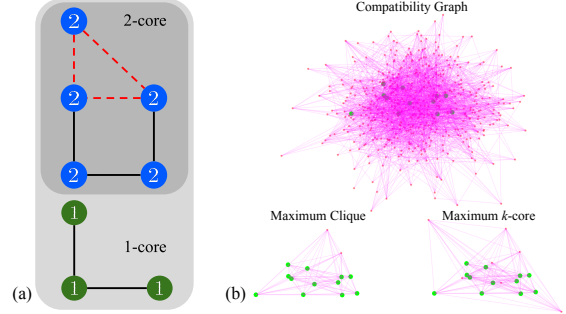 2
2-core
2
2
2
2
1
1-core
1
1
(a)
Compatibility Graph
Maximum Clique
Maximum k-core
(b)